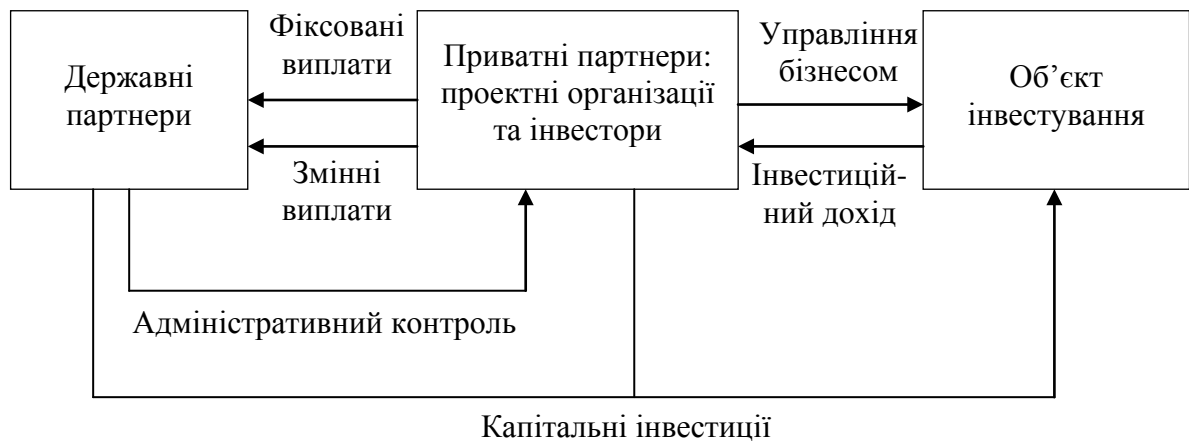 Державні
партнери
Фіксовані
виплати
Змінні
виплати
Приватні партнери:
проектні організації
та інвестори
Управління
бізнесом
Інвестицій-
ний дохід
Об’єкт
інвестування
Адміністративний контроль
Капітальні інвестиції